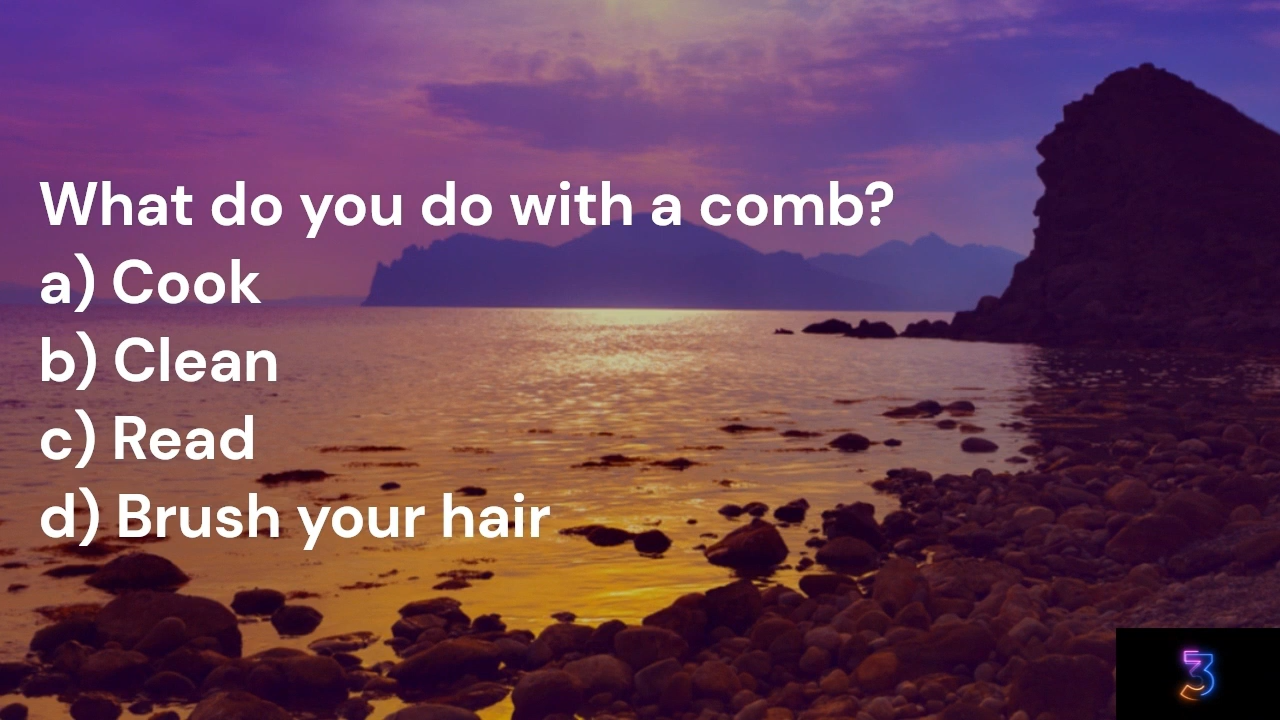 What do you do with a comb?
a) Cook
b) Clean
c) Read
d) Brush your hair
3